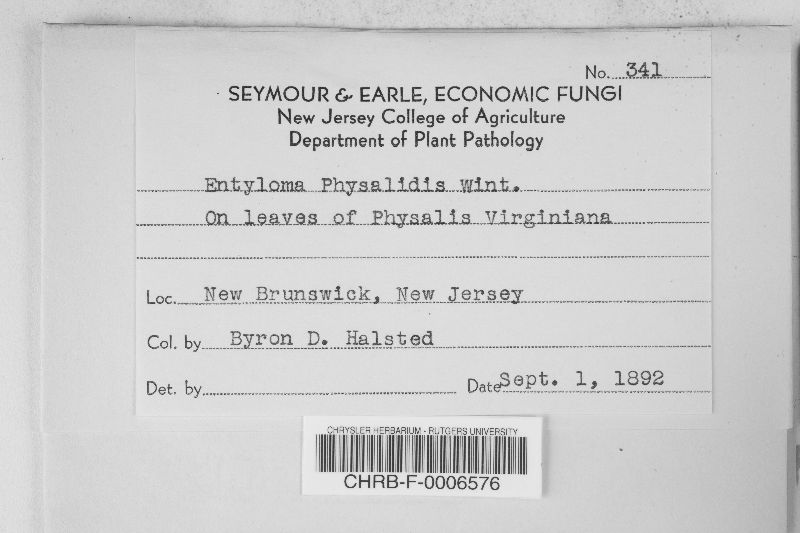 No. 341
SEYMOUR & EARLE, ECONOMIC FUNGI
New Jersey College of Agriculture
Department of Plant Pathology
Entyloma Physalidis Wint.
On leaves of Physalis Virginiana
Loc. New Brunswick, New Jersey
Col. by Byron D. Halsted
Det. by Date Sept. 1, 1892
CHRYSLER HERBARIUM - RUTGERS UNIVERSITY
CHRB-F-0006576